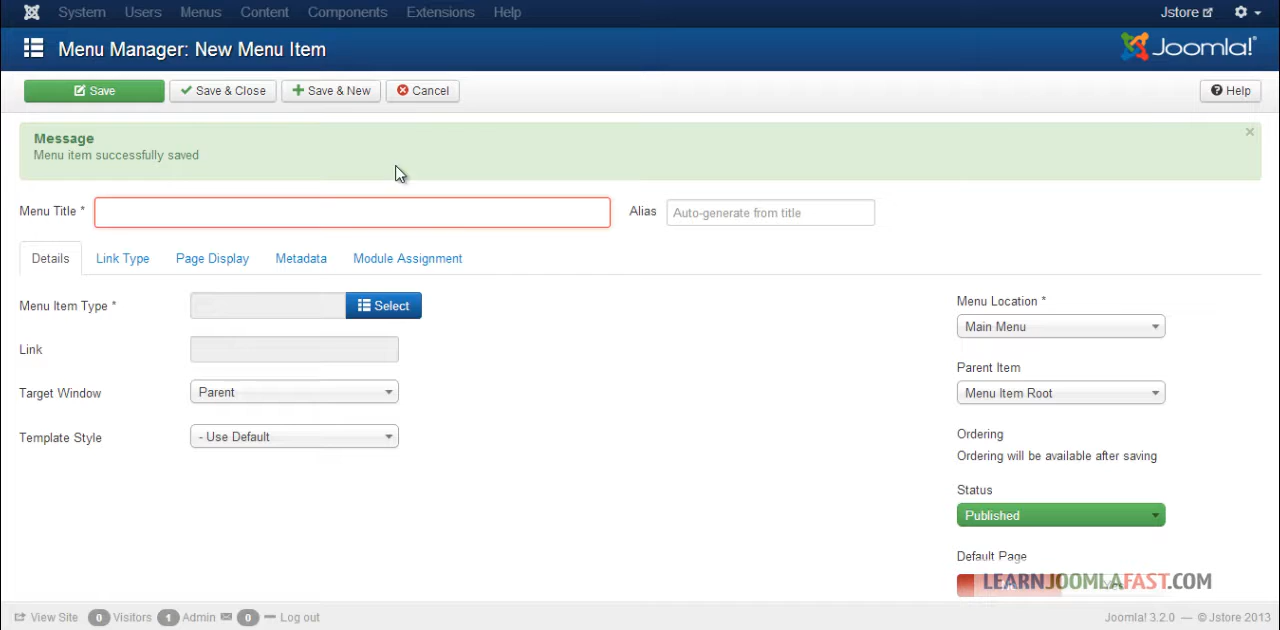 System Users Menus Content Components Extensions Help Jstore
Menu Manager: New Menu Item Joomla!
Save Save & Close Save & New Cancel Help
Message
Menu item successfully saved
Menu Title * Alias Auto-generate from title
Details Link Type Page Display Metadata Module Assignment
Menu Item Type * Select
Menu Location *
Main Menu
Link
Parent Item
Target Window Parent
Menu Item Root
Template Style - Use Default
Ordering
Ordering will be available after saving
Status
Published
Default Page
LEARNJOOMLAFAST.COM
View Site 0 Visitors 1 Admin 0 Log out Joomla! 3.2.0 — © Jstore 2013